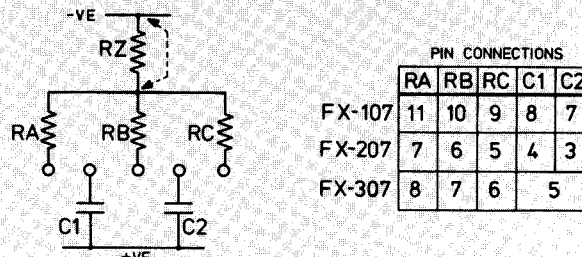 -VE
RZ
RA RB RC
C1 C2
+VE
PIN CONNECTIONS
RA RB RC C1 C2
FX-107 11 10 9 8 7
FX-207 7 6 5 4 3
FX-307 8 7 6 5